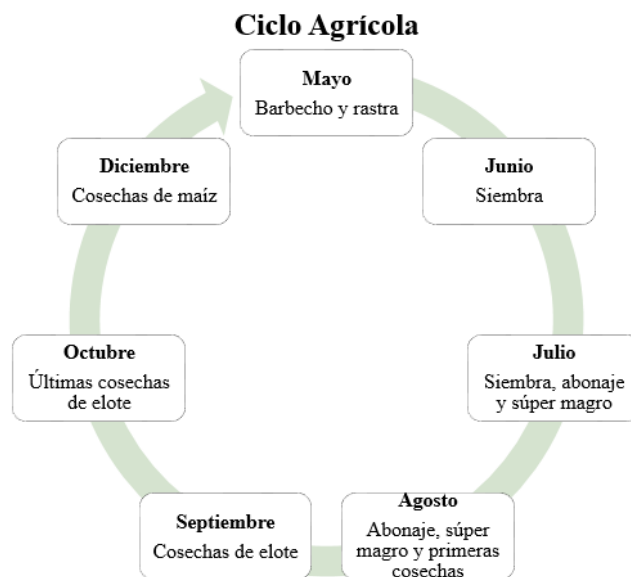 Ciclo Agrícola
Mayo
Barbecho y rastra
Junio
Siembra
Julio
Siembra, abonaje
y súper magro
Agosto
Abonaje, súper
magro y primeras
cosechas
Septiembre
Cosechas de elote
Octubre
Últimas cosechas
de elote
Diciembre
Cosechas de maíz